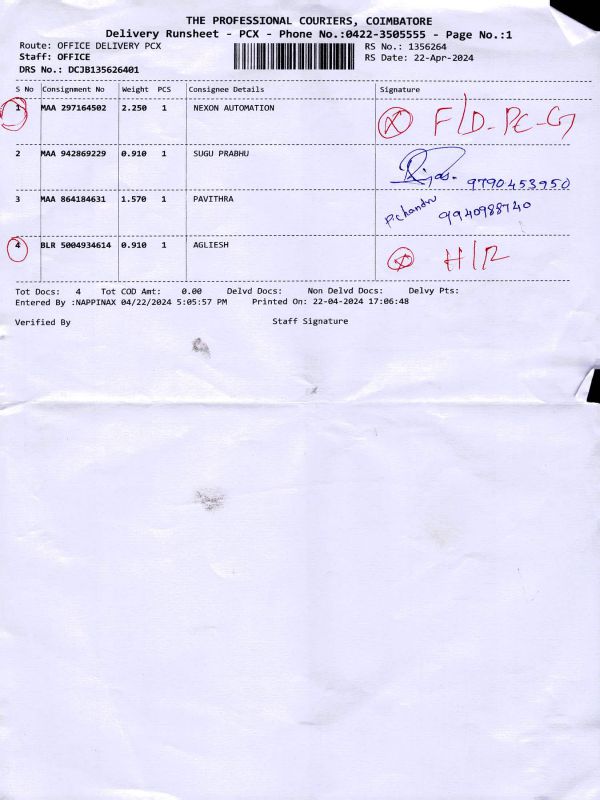 THE PROFESSIONAL COURIERS, COIMBATORE
Delivery Runsheet - PCX - Phone No.:0422-3505555 - Page No.:1
Route: OFFICE DELIVERY PCX RS No.: 1356264
Staff: OFFICE RS Date: 22-Apr-2024
DRS No.: DCJB135626401
S No Consignment No Weight PCS Consignee Details Signature
1 MAA 297164502 2.250 1 NEXON AUTOMATION X F/D-PC-G
2 MAA 942869229 0.910 1 SUGU PRABHU 9790453950
3 MAA 864184631 1.570 1 PAVITHRA P.chandru 9940988740
4 BLR 5004934614 0.910 1 AGLIESH X H/R
Tot Docs: 4 Tot COD Amt: 0.00 Delvd Docs: Non Delvd Docs: Delvy Pts:
Entered By :NAPPINAX 04/22/2024 5:05:57 PM Printed On: 22-04-2024 17:06:48
Verified By Staff Signature